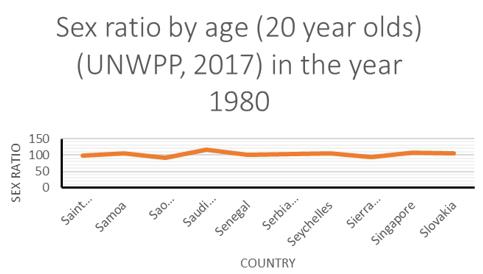 Sex ratio by age (20 year olds)
(UNWPP, 2017) in the year
1980
SEX RATIO
150
100
50
0
Saint...
Samoa
Sao...
Saudi...
Senegal
Serbia...
Seychelles
Sierra...
Singapore
Slovakia
COUNTRY